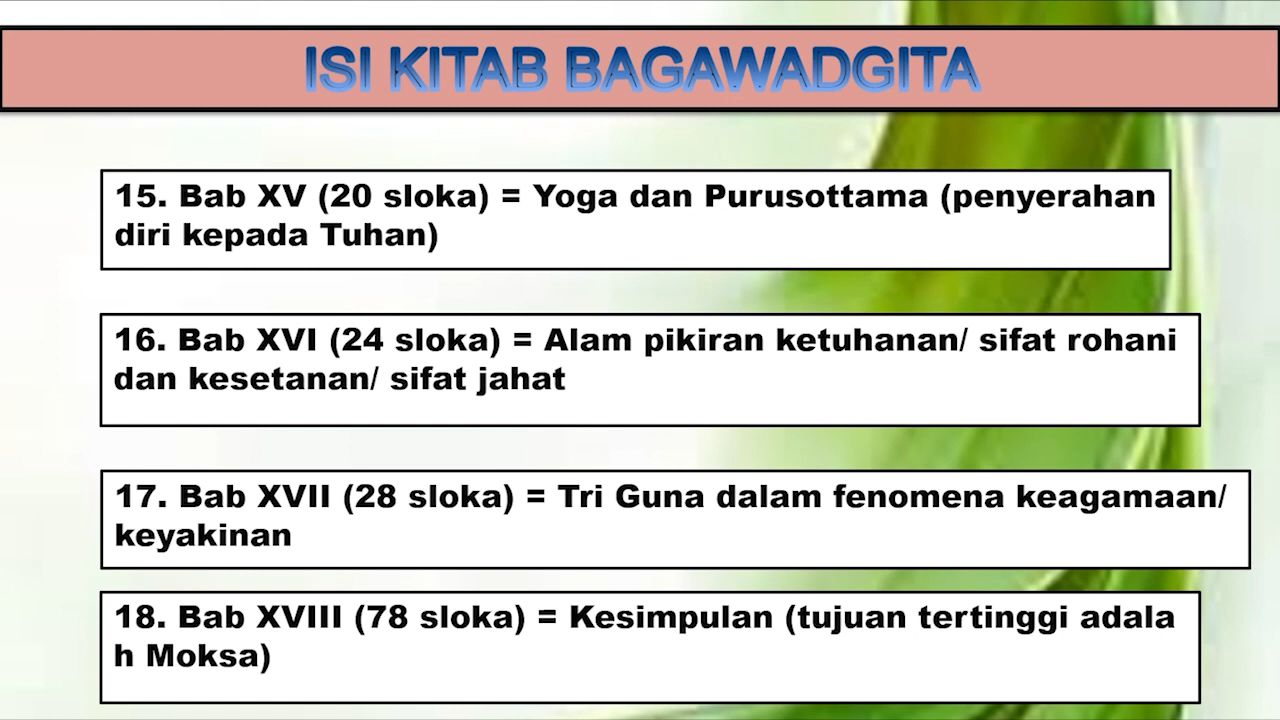 ISI KITAB BAGAWADGITA
15. Bab XV (20 sloka) = Yoga dan Purusottama (penyerahan
diri kepada Tuhan)
16. Bab XVI (24 sloka) = Alam pikiran ketuhanan/ sifat rohani
dan kesetanan/ sifat jahat
17. Bab XVII (28 sloka) = Tri Guna dalam fenomena keagamaan/
keyakinan
18. Bab XVIII (78 sloka) = Kesimpulan (tujuan tertinggi adala
h Moksa)